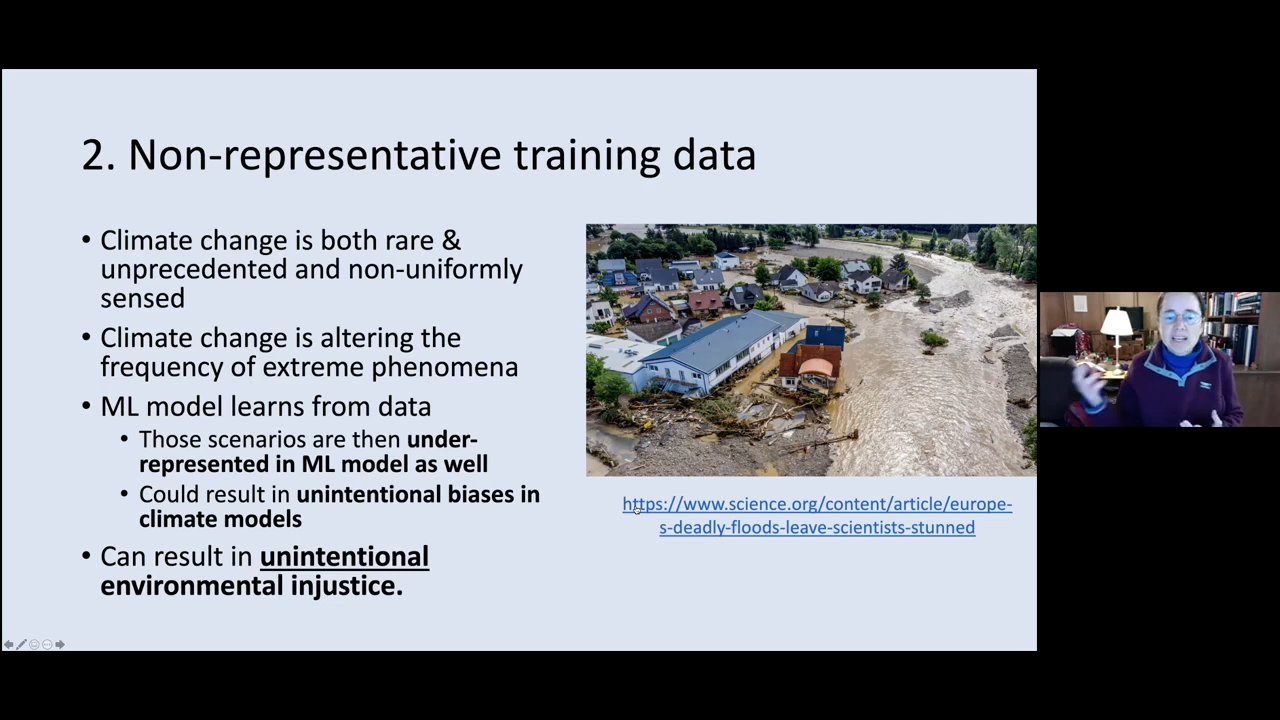 2. Non-representative training data
• Climate change is both rare &
unprecedented and non-uniformly
sensed
• Climate change is altering the
frequency of extreme phenomena
• ML model learns from data
• Those scenarios are then under-
represented in ML model as well
• Could result in unintentional biases in
climate models
• Can result in unintentional
environmental injustice.
https://www.science.org/content/article/europe-
s-deadly-floods-leave-scientists-stunned